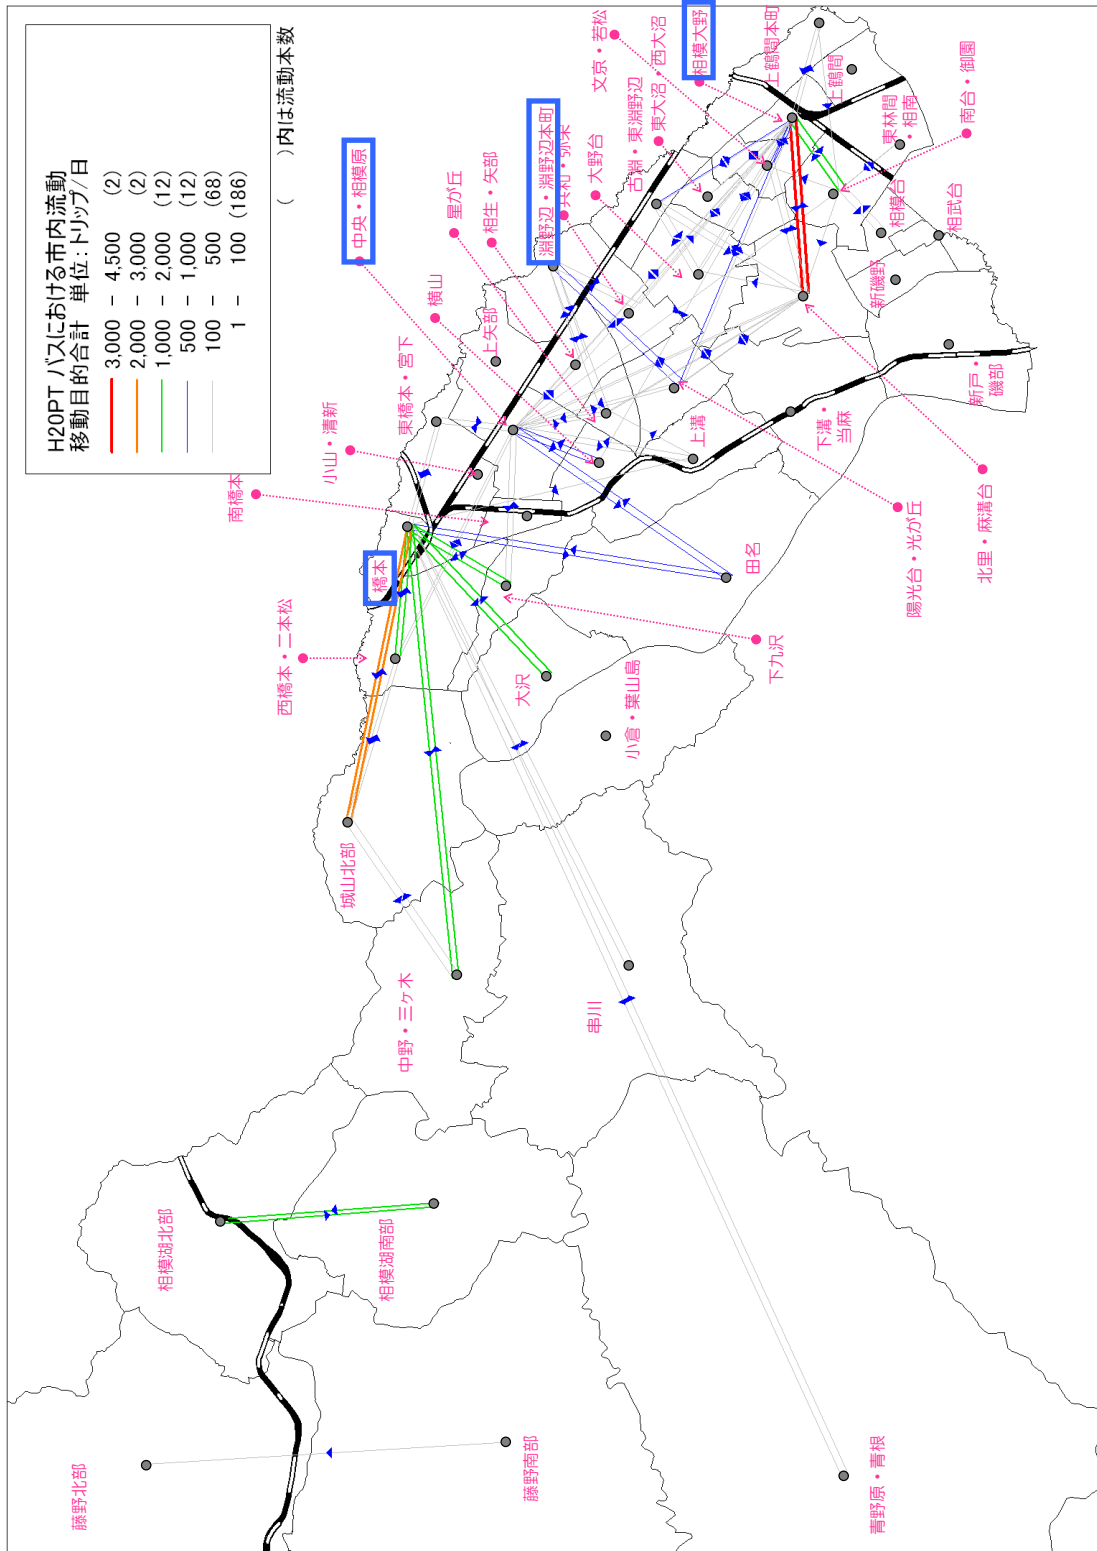 H20PT バスにおける市内流動
移動目的合計 単位:トリップ/日
3,000 - 4,500 (2)
2,000 - 3,000 (2)
1,000 - 2,000 (12)
500 - 1,000 (12)
100 - 500 (68)
1 - 100 (186)
( )内は流動本数
藤野北部
藤野南部
相模湖北部
相模湖南部
青野原・青根
中野・三ヶ木
串川
城山北部
小倉・葉山島
大沢
西橋本・二本松
橋本
下九沢
田名
南橋本
小山・清新
東橋本・宮下
中央・相模原
横山
上矢部
星が丘
相生・矢部
上溝
陽光台・光が丘
下溝・
当麻
北里・麻溝台
新戸・
磯部
淵野辺・淵野辺本町
共和・弥栄
大野台
古淵・東淵野辺
東大沼・西大沼
文京・若松
相模大野
上鶴間本町
上鶴間
東林間
・相南
南台・御園
相模台
相武台
新磯野